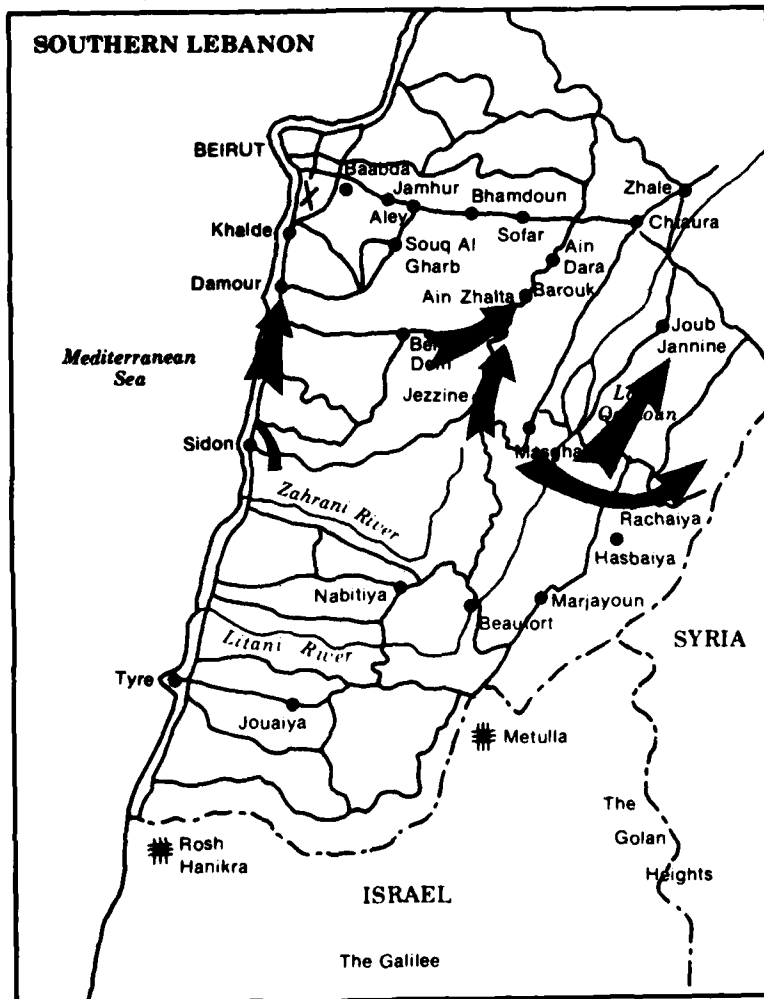 SOUTHERN LEBANON
BEIRUT
Baabda
Jamhur
Aley
Bhamdoun
Sofar
Zhale
Chtaura
Khalde
Souq Al
Gharb
Ain
Dara
Damour
Ain Zhalta
Barouk
Joub
Jannine
Mediterranean
Sea
Jezzine
Sidon
Zahrani River
Rachaiya
Hasbaiya
Nabitiya
Beaufort
Marjayoun
Litani River
SYRIA
Tyre
Jouaiya
Metulla
The
Golan
Heights
Rosh
Hanikra
ISRAEL
The Galilee